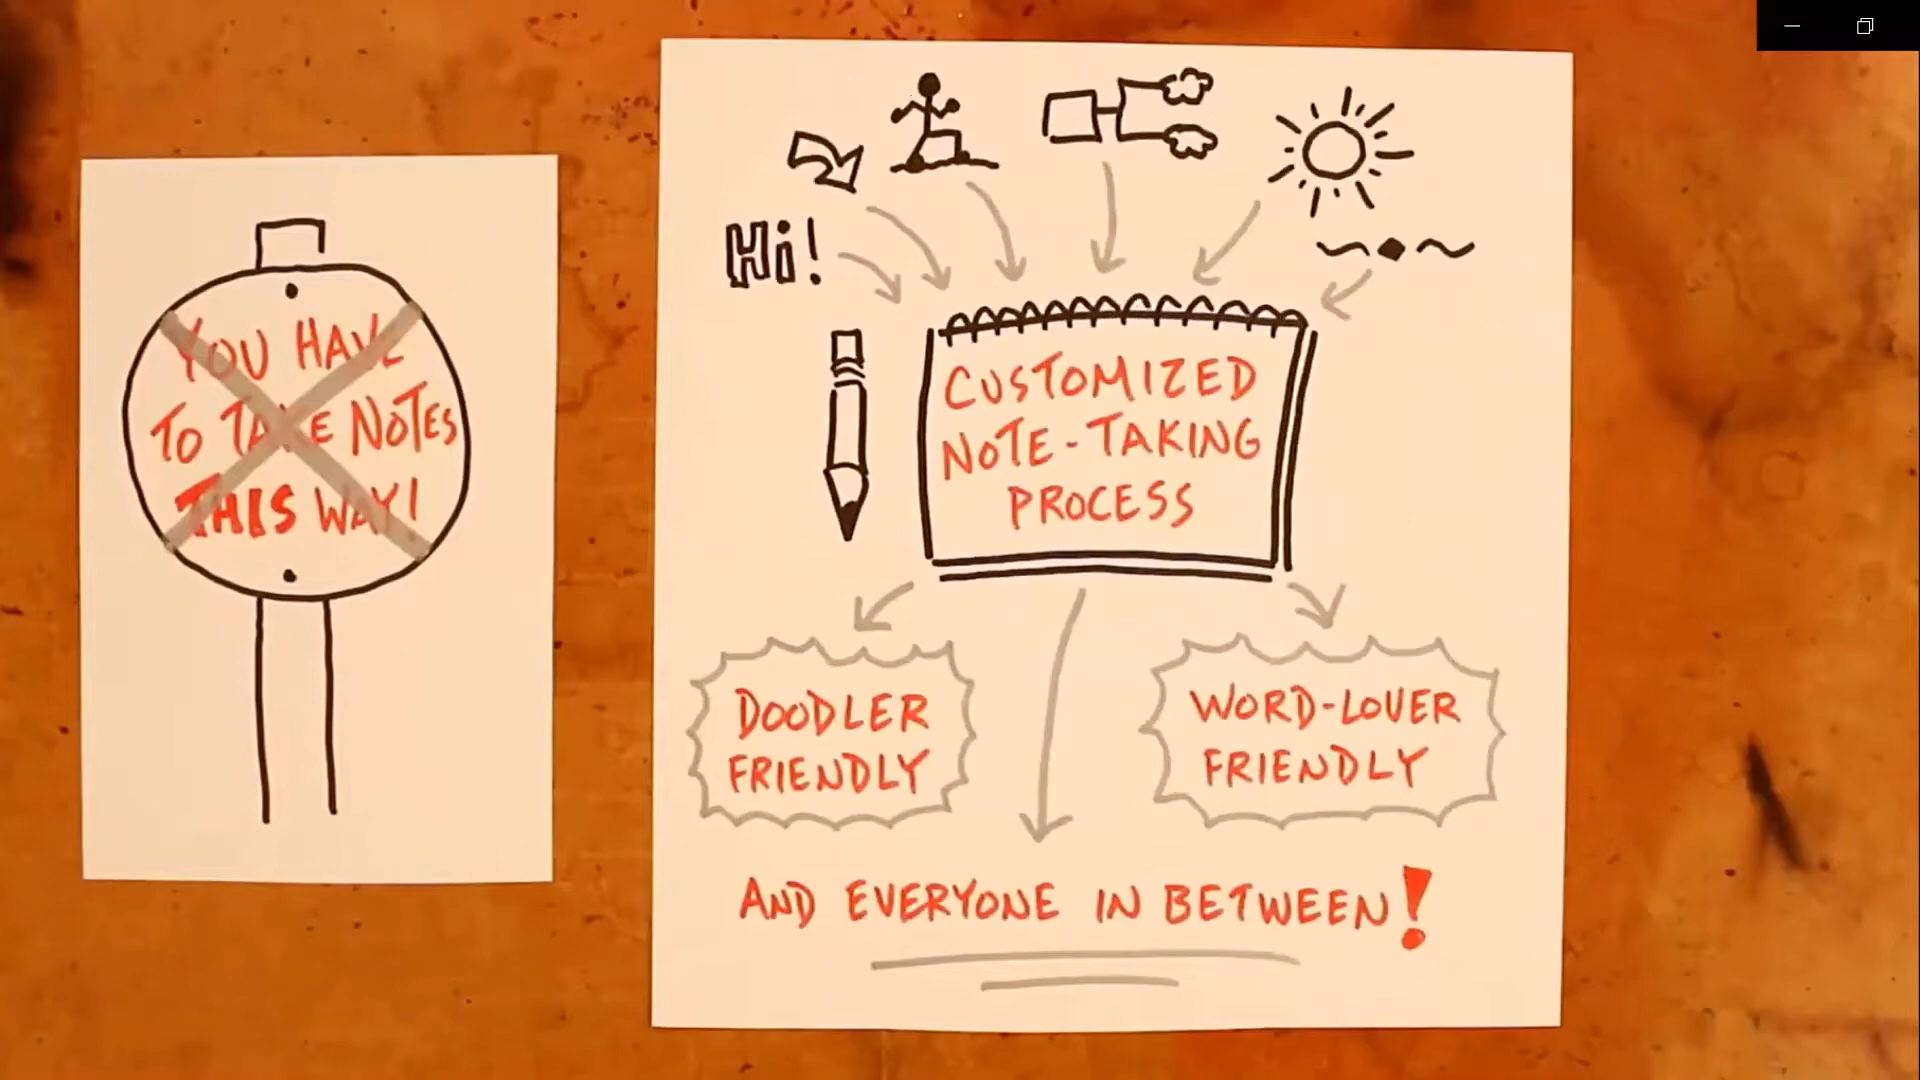 YOU HAVE
TO TAKE NOTES
THIS WAY!
Hi!
CUSTOMIZED
NOTE-TAKING
PROCESS
DOODLER
FRIENDLY
WORD-LOVER
FRIENDLY
AND EVERYONE IN BETWEEN!